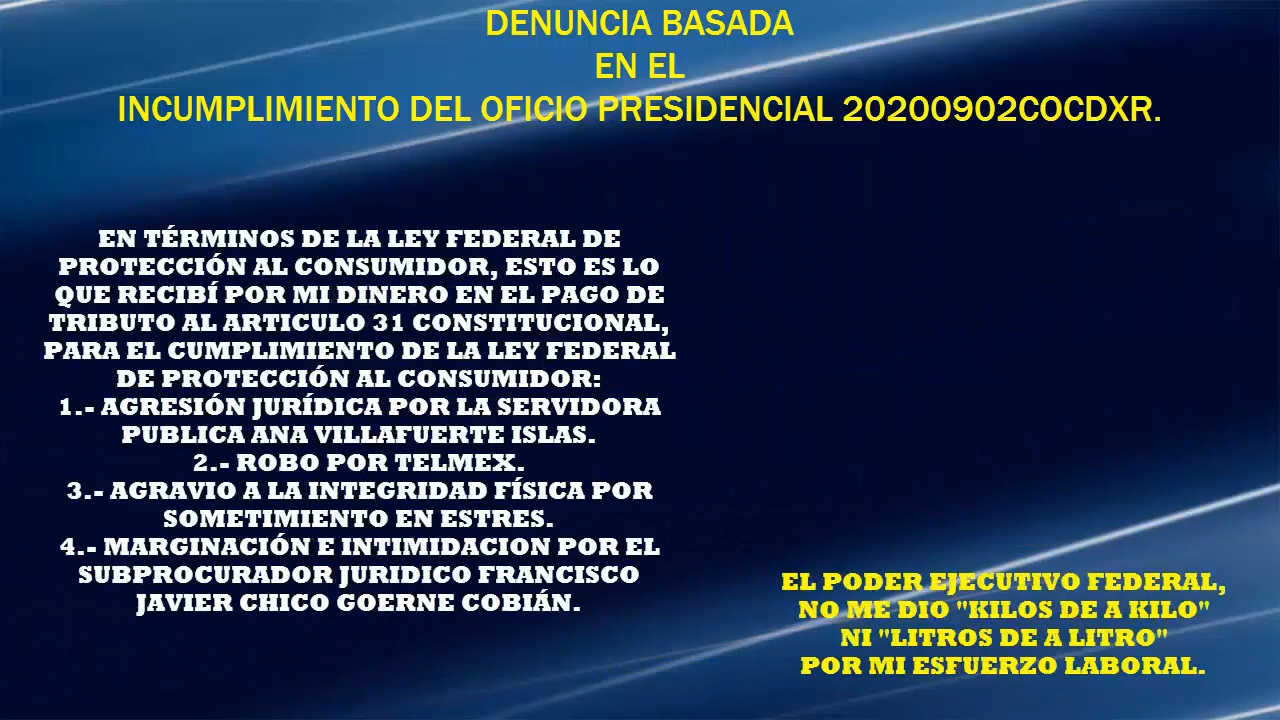 DENUNCIA BASADA
EN EL
INCUMPLIMIENTO DEL OFICIO PRESIDENCIAL 20200902COCDXR.
EN TÉRMINOS DE LA LEY FEDERAL DE
PROTECCIÓN AL CONSUMIDOR, ESTO ES LO
QUE RECIBÍ POR MI DINERO EN EL PAGO DE
TRIBUTO AL ARTICULO 31 CONSTITUCIONAL,
PARA EL CUMPLIMIENTO DE LA LEY FEDERAL
DE PROTECCIÓN AL CONSUMIDOR:
1.- AGRESIÓN JURÍDICA POR LA SERVIDORA
PUBLICA ANA VILLAFUERTE ISLAS.
2.- ROBO POR TELMEX.
3.- AGRAVIO A LA INTEGRIDAD FÍSICA POR
SOMETIMIENTO EN ESTRES.
4.- MARGINACIÓN E INTIMIDACION POR EL
SUBPROCURADOR JURIDICO FRANCISCO
JAVIER CHICO GOERNE COBIÁN.
EL PODER EJECUTIVO FEDERAL,
NO ME DIO "KILOS DE A KILO"
NI "LITROS DE A LITRO"
POR MI ESFUERZO LABORAL.